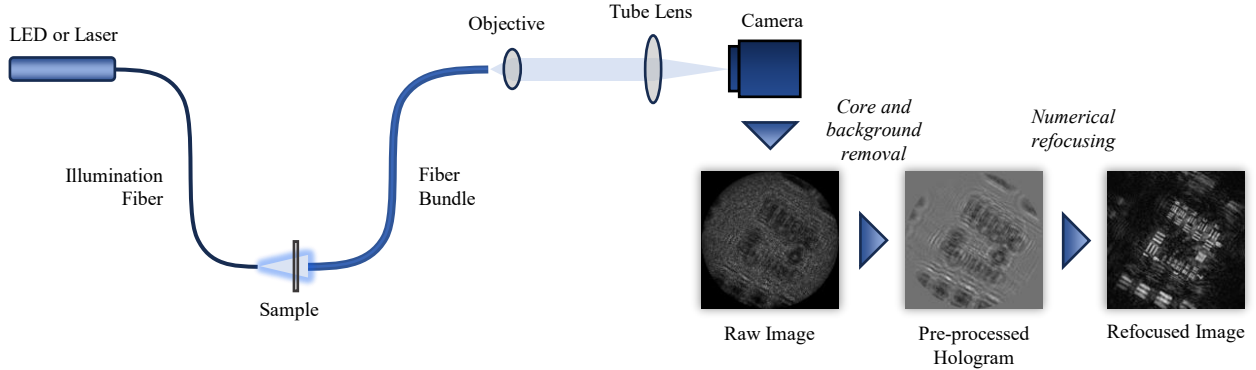 LED or Laser
Objective
Tube Lens
Camera
Illumination
Fiber
Fiber
Bundle
Sample
Core and
background
removal
Numerical
refocusing
Raw Image
Pre-processed
Hologram
Refocused Image